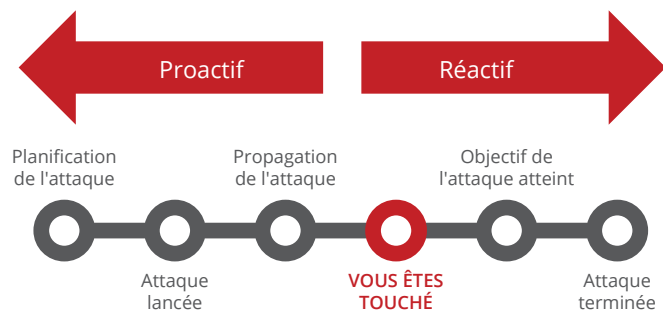 Proactif
Réactif
Planification
de l'attaque
Propagation
de l'attaque
Objectif de
l'attaque atteint
Attaque
lancée
VOUS ÊTES
TOUCHÉ
Attaque
terminée